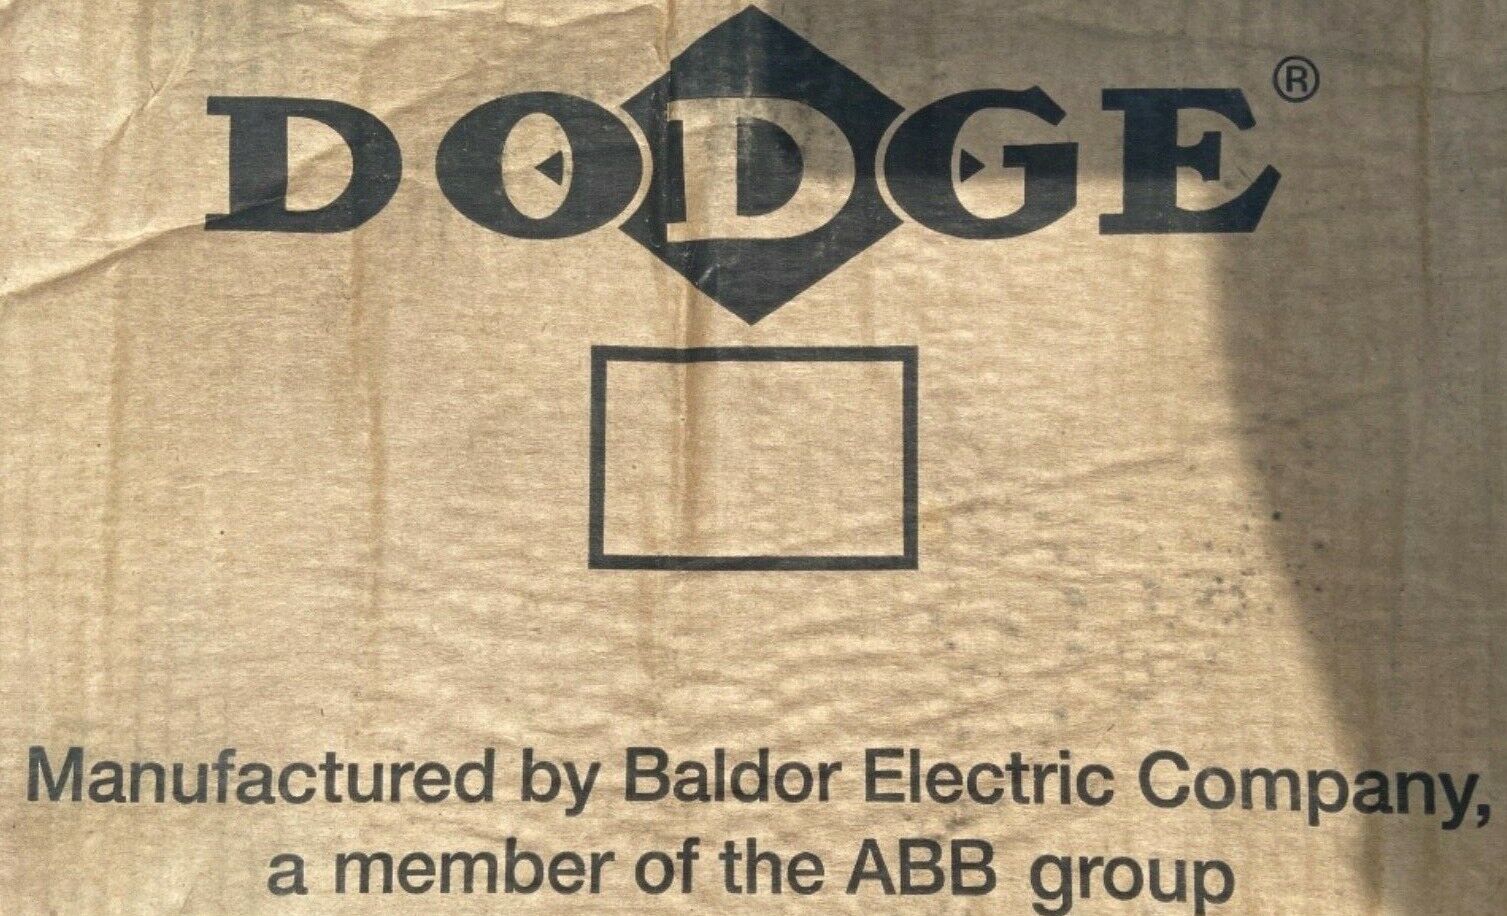 DODGE®
Manufactured by Baldor Electric Company,
a member of the ABB group